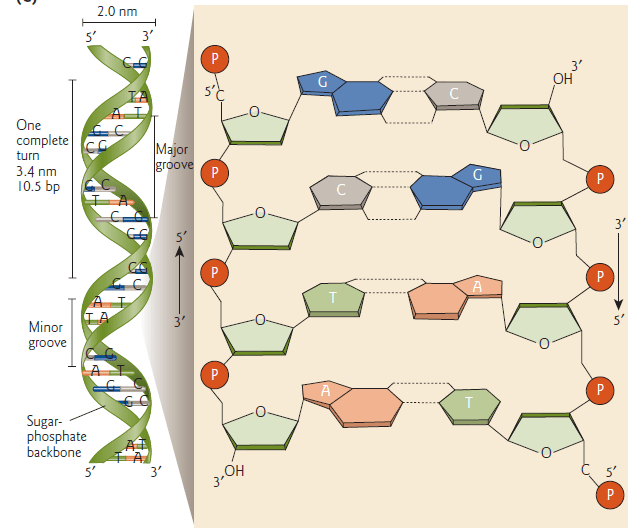 (c)
2.0 nm
5′ 3′
C G
T A
A T
G C
C G
One
complete
turn
3.4 nm
10.5 bp
Major
groove
G C
T A
C G
C G
C G
G C
A T
T A
Minor
groove
C G
A T
G C
G C
Sugar-
phosphate
backbone
A T
T A
5′ 3′
5′
3′
P
5′
C
O
G
C
3′
OH
O
P
O
C
G
P
O
3′
5′
P
O
T
A
P
O
P
O
A
T
P
O
3′
OH
C
5′
P